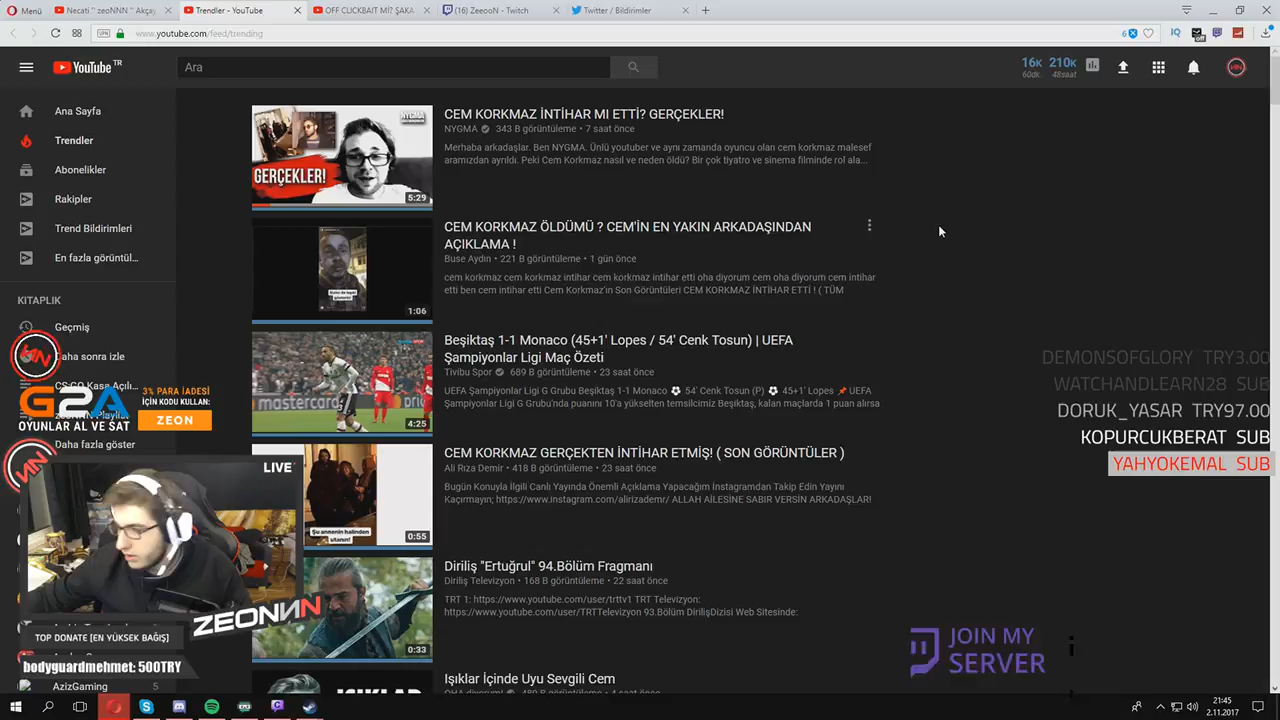 Menü
Necati '' zeoNNN '' Akçay
Trendler - YouTube
OFF CLICKBAIT Mİ? ŞAKA
(16) ZeeooN - Twitch
Twitter / Bildirimler
VPN
www.youtube.com/feed/trending
6
YouTube TR
Ara
16K 210K
60dk. 48saat
Ana Sayfa
Trendler
Abonelikler
Rakipler
Trend Bildirimleri
En fazla görüntül...
KITAPLIK
Geçmiş
Daha sonra izle
CS:GO Kasa Açılı...
Daha fazla göster
G2A
OYUNLAR AL VE SAT
3% PARA İADESİ
İÇİN KODU KULLAN:
ZEON
LIVE
ZEONИN
TOP DONATE [EN YÜKSEK BAĞIŞ]
bodyguardmehmet: 500TRY
AzizGaming 5
NYGMA
GERÇEKLER!
5:29
CEM KORKMAZ İNTİHAR MI ETTİ? GERÇEKLER!
NYGMA • 343 B görüntüleme • 7 saat önce
Merhaba arkadaşlar. Ben NYGMA. Ünlü youtuber ve aynı zamanda oyuncu olan cem korkmaz malesef
aramızdan ayrıldı. Peki Cem Korkmaz nasıl ve neden öldü? Bir çok tiyatro ve sinema filminde rol ala...
1:06
CEM KORKMAZ ÖLDÜMÜ ? CEM'İN EN YAKIN ARKADAŞINDAN
AÇIKLAMA !
Buse Aydın • 221 B görüntüleme • 1 gün önce
cem korkmaz cem korkmaz intihar cem korkmaz intihar etti oha diyorum cem oha diyorum cem intihar
etti ben cem intihar etti Cem Korkmaz'ın Son Görüntüleri CEM KORKMAZ İNTİHAR ETTİ ! ( TÜM
mastercard
4:25
Beşiktaş 1-1 Monaco (45+1' Lopes / 54' Cenk Tosun) | UEFA
Şampiyonlar Ligi Maç Özeti
Tivibu Spor • 689 B görüntüleme • 23 saat önce
UEFA Şampiyonlar Ligi G Grubu Beşiktaş 1-1 Monaco ⚽ 54' Cenk Tosun (P) ⚽ 45+1' Lopes 📌 UEFA
Şampiyonlar Ligi G Grubu'nda puanını 10'a yükselten temsilcimiz Beşiktaş, kalan maçlarda 1 puan alırsa
Şu annenin halinden
utanın!
0:55
CEM KORKMAZ GERÇEKTEN İNTİHAR ETMİŞ! ( SON GÖRÜNTÜLER )
Ali Rıza Demir • 418 B görüntüleme • 23 saat önce
Bugün Konuyla İlgili Canlı Yayında Önemli Açıklama Yapacağım İnstagramdan Takip Edin Yayını
Kaçırmayın; https://www.instagram.com/alirizademr/ ALLAH AİLESİNE SABIR VERSİN ARKADAŞLAR!
0:33
Diriliş "Ertuğrul" 94.Bölüm Fragmanı
Diriliş Televizyon • 168 B görüntüleme • 22 saat önce
TRT 1: https://www.youtube.com/user/trttv1 TRT Televizyon:
https://www.youtube.com/user/TRTTelevizyon 93.Bölüm DirilişDizisi Web Sitesinde:
IŞIKLAR
Işıklar İçinde Uyu Sevgili Cem
DEMONSOFGLORY TRY3.00
WATCHANDLEARN28 SUB
DORUK_YASAR TRY97.00
KOPURCUKBERAT SUB
YAHYOKEMAL SUB
JOIN MY
SERVER
21:45
2.11.2017